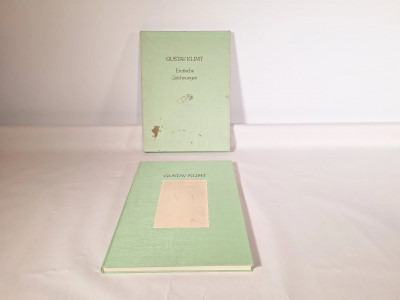 GUSTAV KLIMT
Erotische
Zeichnungen
GUSTAV KLIMT